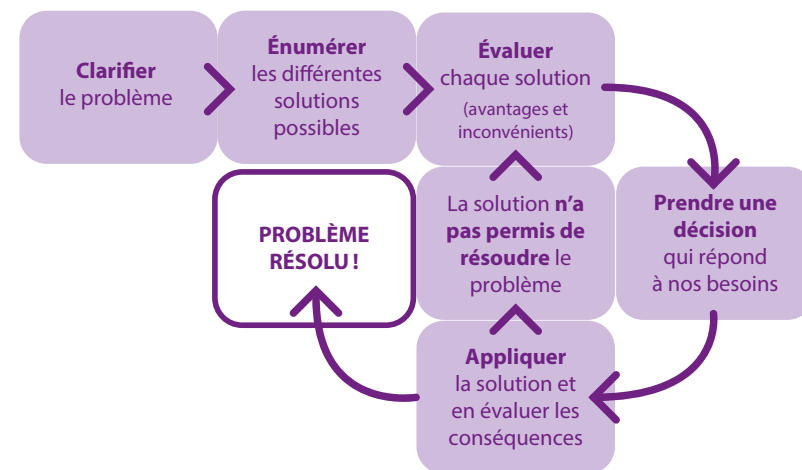 Clarifier
le problème
Énumérer
les différentes
solutions
possibles
Évaluer
chaque solution
(avantages et
inconvénients)
Prendre une
décision
qui répond
à nos besoins
Appliquer
la solution et
en évaluer les
conséquences
La solution n’a
pas permis de
résoudre le
problème
PROBLÈME
RÉSOLU !